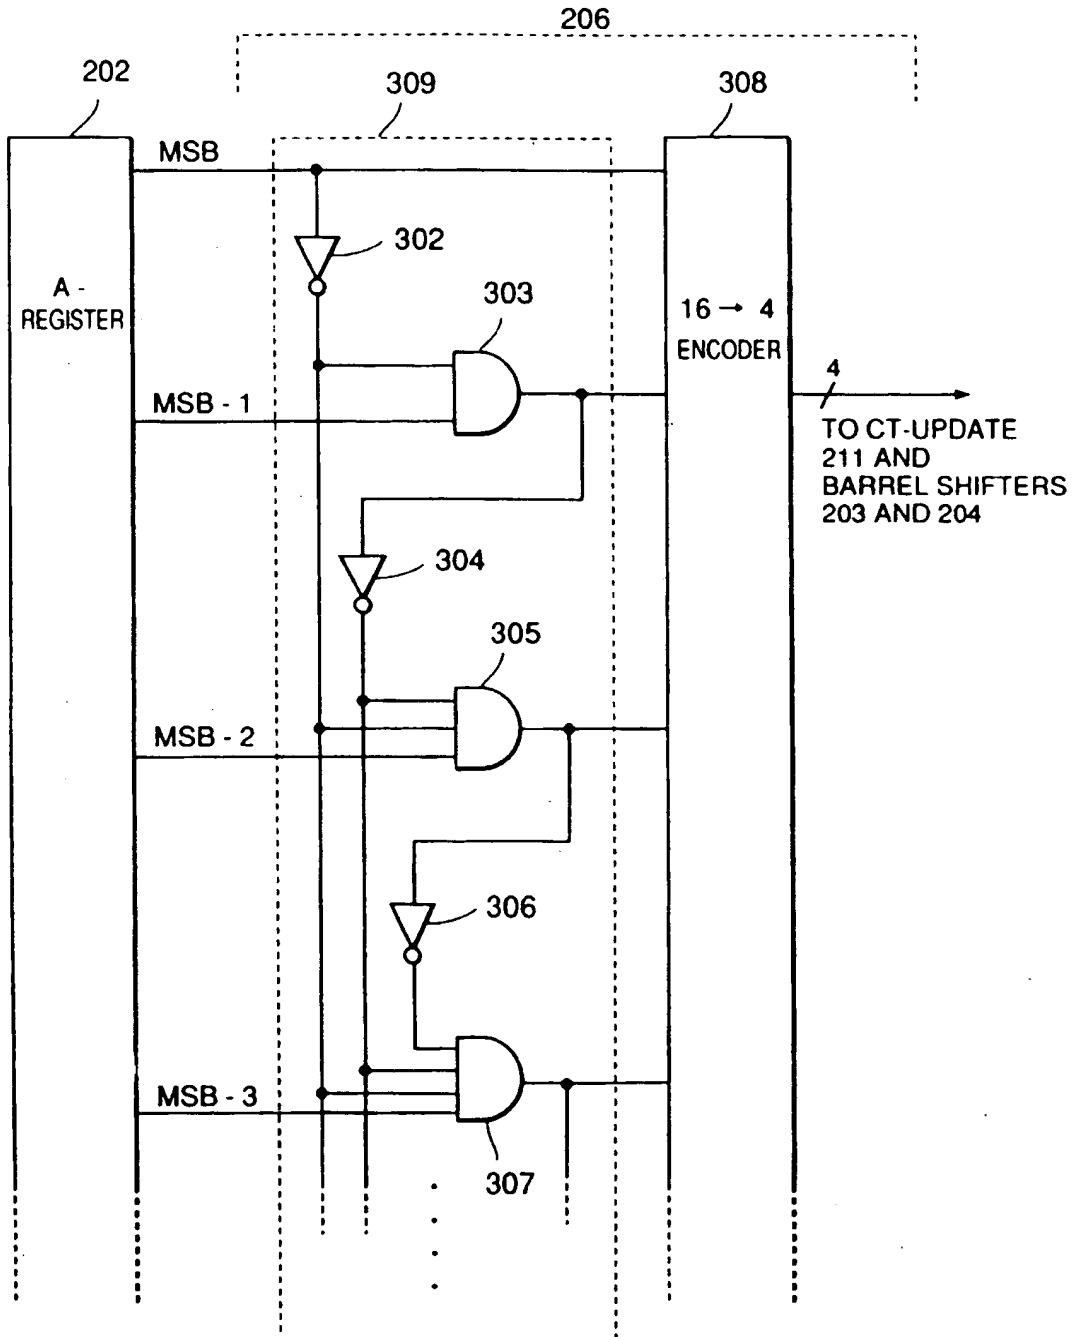 206
202
309
308
MSB
302
303
A -
REGISTER
16 → 4
ENCODER
4
MSB - 1
TO CT-UPDATE
211 AND
BARREL SHIFTERS
203 AND 204
304
305
MSB - 2
306
MSB - 3
307